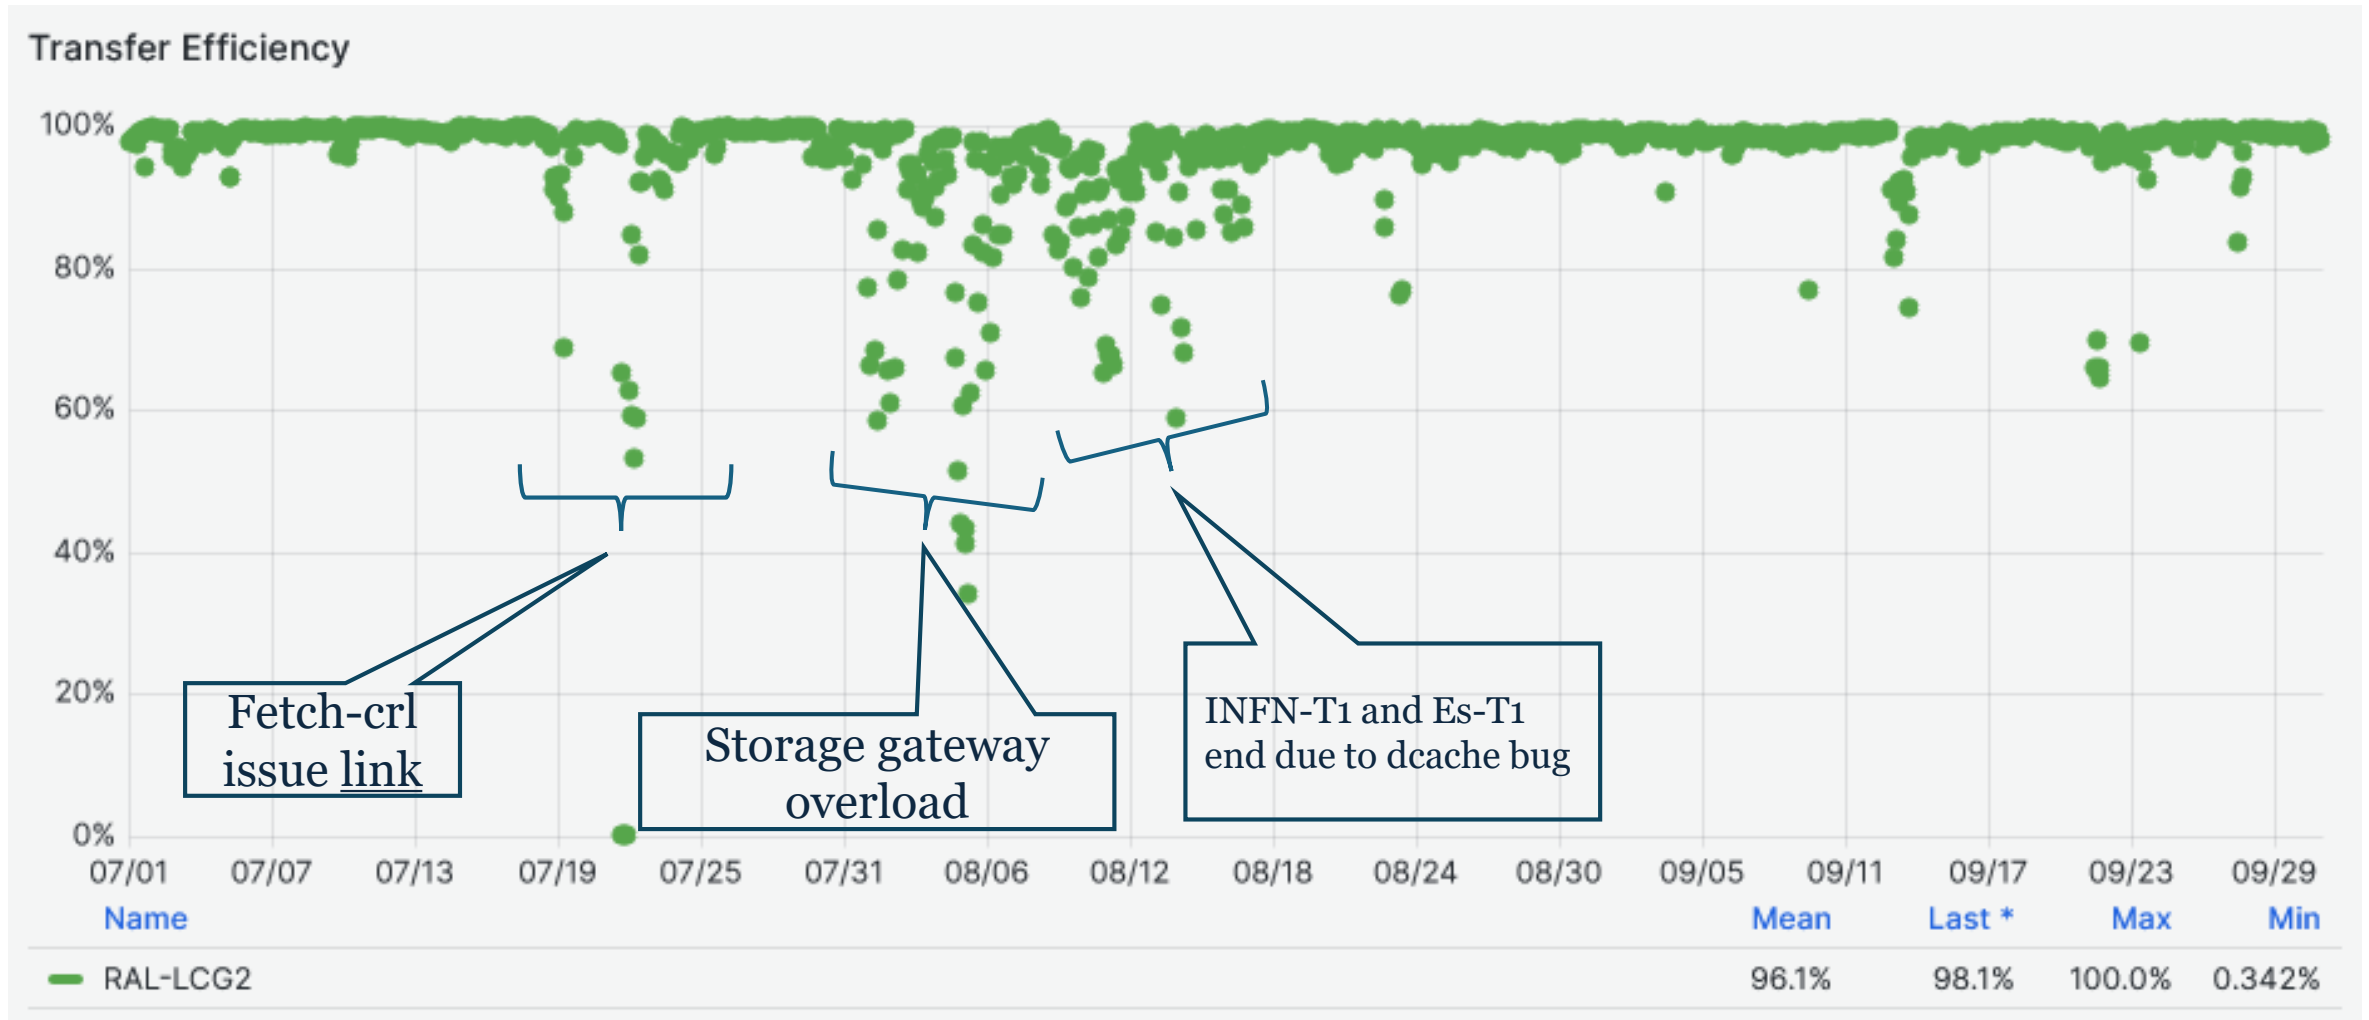 Transfer Efficiency
100%
80%
60%
40%
20%
0%
Fetch-crl
issue link
Storage gateway
overload
INFN-T1 and Es-T1
end due to dcache bug
07/01 07/07 07/13 07/19 07/25 07/31 08/06 08/12 08/18 08/24 08/30 09/05 09/11 09/17 09/23 09/29
Name Mean Last * Max Min
RAL-LCG2 96.1% 98.1% 100.0% 0.342%